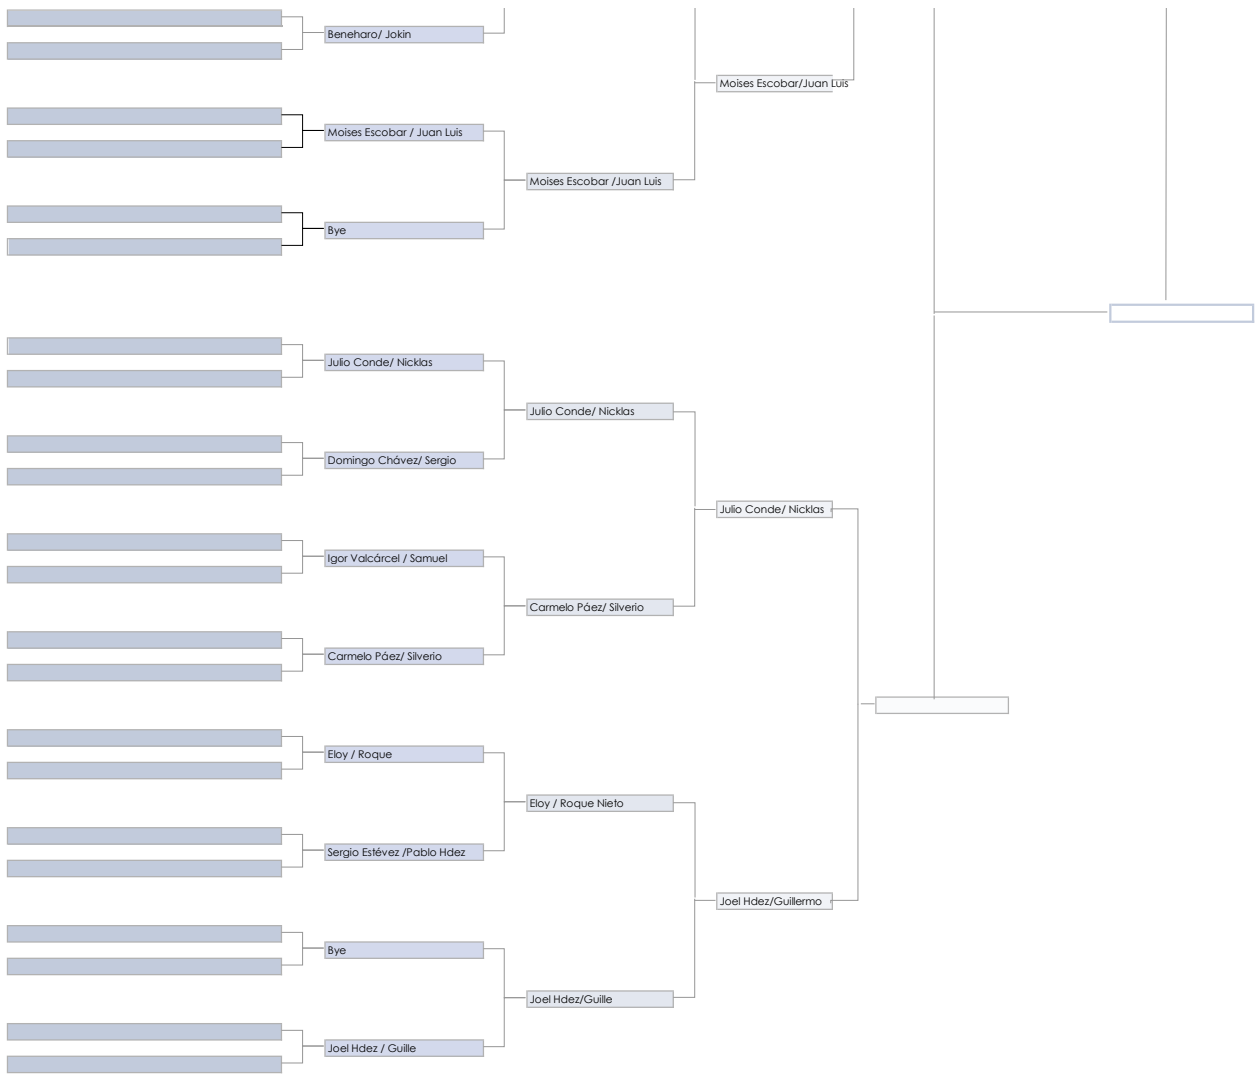 Beneharo/ Jokin
Moises Escobar/Juan Luis
Moises Escobar / Juan Luis
Moises Escobar /Juan Luis
Bye
Julio Conde/ Nicklas
Julio Conde/ Nicklas
Domingo Chávez/ Sergio
Julio Conde/ Nicklas
Igor Valcárcel / Samuel
Carmelo Páez/ Silverio
Carmelo Páez/ Silverio
Eloy / Roque
Eloy / Roque Nieto
Sergio Estévez /Pablo Hdez
Joel Hdez/Guillermo
Bye
Joel Hdez/Guille
Joel Hdez / Guille